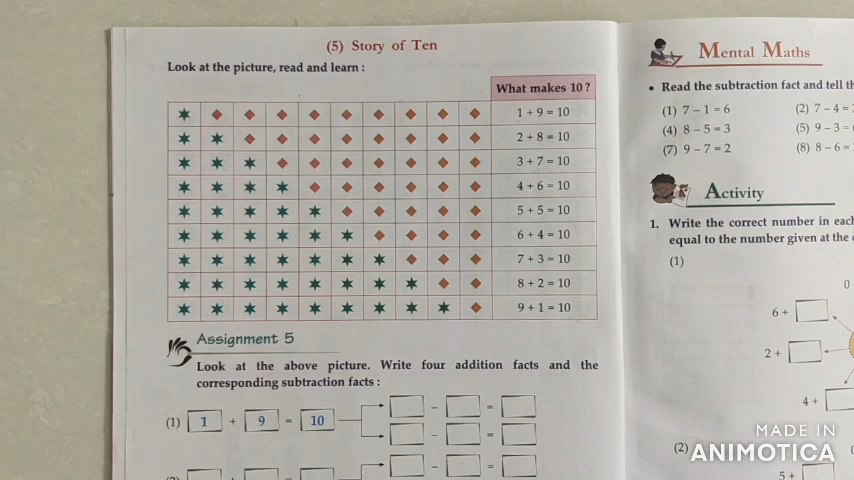 (5) Story of Ten
Look at the picture, read and learn :
What makes 10 ?
1 + 9 = 10
2 + 8 = 10
3 + 7 = 10
4 + 6 = 10
5 + 5 = 10
6 + 4 = 10
7 + 3 = 10
8 + 2 = 10
9 + 1 = 10
Assignment 5
Look at the above picture. Write four addition facts and the
corresponding subtraction facts :
(1) 1 + 9 = 10 - =
- =
- =
Mental Maths
• Read the subtraction fact and tell
(1) 7 – 1 = 6 (2) 7 – 4 =
(4) 8 – 5 = 3 (5) 9 – 3 =
(7) 9 – 7 = 2 (8) 8 – 6 =
Activity
1. Write the correct number in each
equal to the number given at the
(1)
0
6 +
2 +
4 +
(2)
5 +
MADE IN
ANIMOTICA